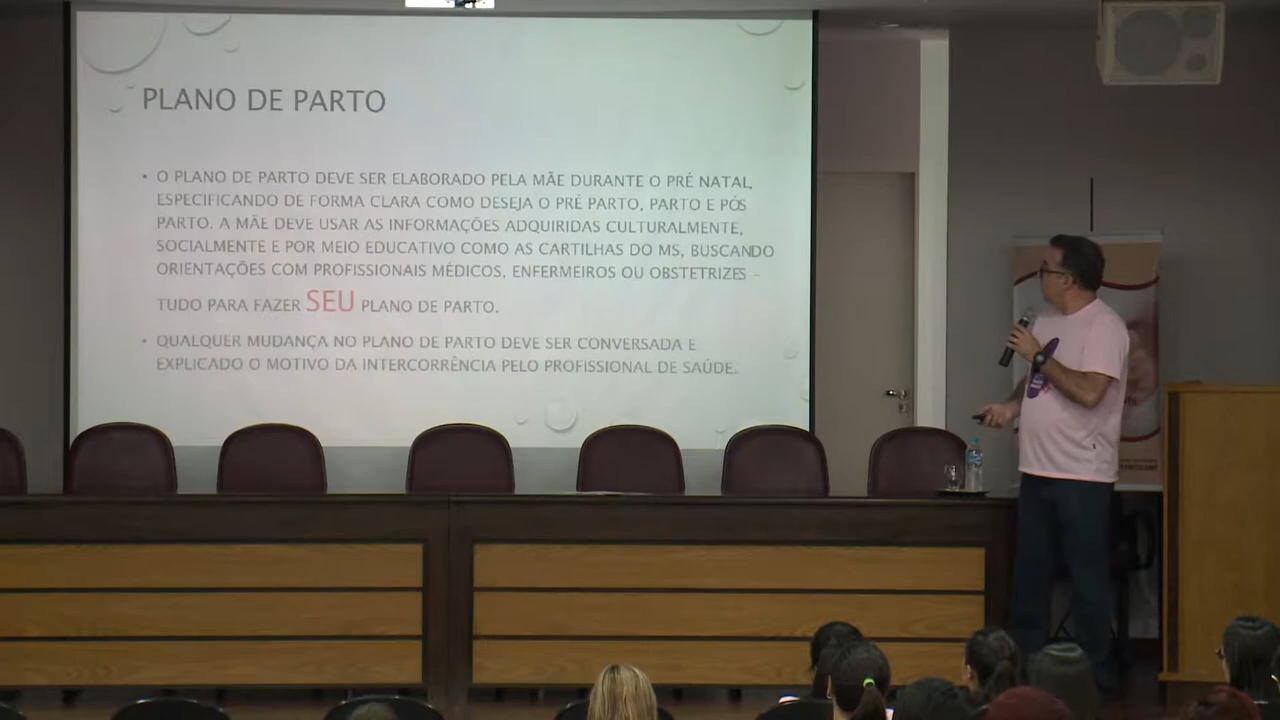 PLANO DE PARTO
• O PLANO DE PARTO DEVE SER ELABORADO PELA MÃE DURANTE O PRÉ NATAL,
ESPECIFICANDO DE FORMA CLARA COMO DESEJA O PRÉ PARTO, PARTO E PÓS
PARTO. A MÃE DEVE USAR AS INFORMAÇÕES ADQUIRIDAS CULTURALMENTE,
SOCIALMENTE E POR MEIO EDUCATIVO COMO AS CARTILHAS DO MS, BUSCANDO
ORIENTAÇÕES COM PROFISSIONAIS MÉDICOS, ENFERMEIROS OU OBSTETRIZES –
TUDO PARA FAZER SEU PLANO DE PARTO.
• QUALQUER MUDANÇA NO PLANO DE PARTO DEVE SER CONVERSADA E
EXPLICADO O MOTIVO DA INTERCORRÊNCIA PELO PROFISSIONAL DE SAÚDE.